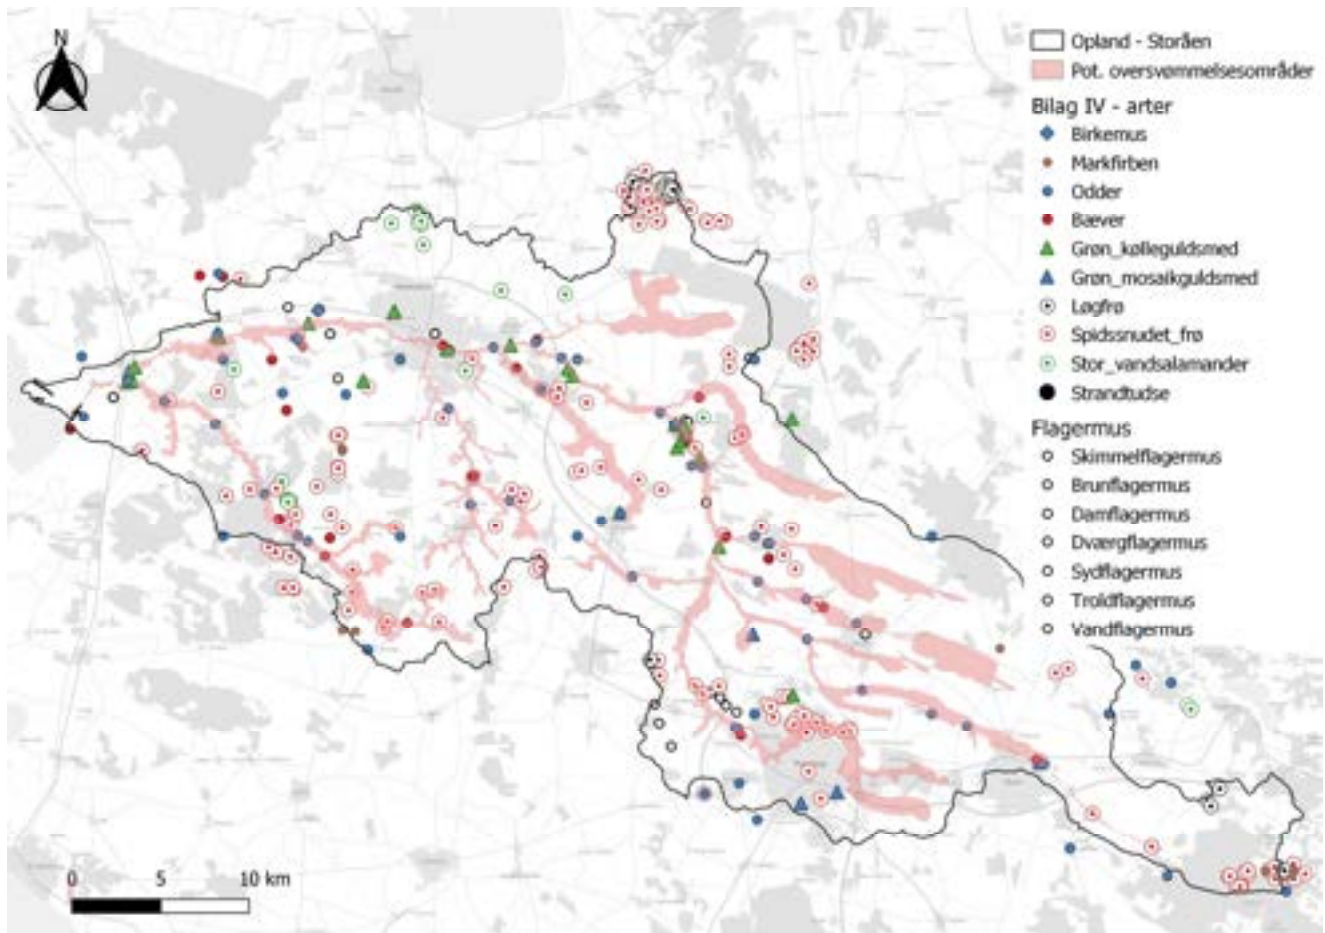 N
Opland - Storåen
Pot. oversvømmelsesområder
Bilag IV - arter
Birkemus
Markfirben
Odder
Bæver
Grøn_kølleguldsmed
Grøn_mosaikguldsmed
Løgfrø
Spidssnudet_frø
Stor_vandsalamander
Strandtudse
Flagermus
Skimmelflagermus
Brunflagermus
Damflagermus
Dværgflagermus
Sydflagermus
Troldflagermus
Vandflagermus
0 5 10 km